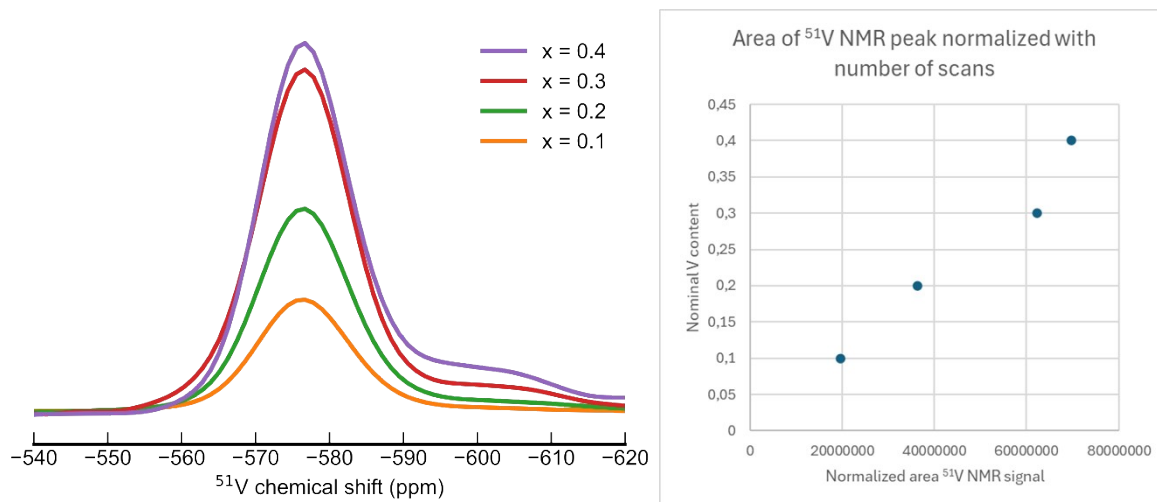 x = 0.4
x = 0.3
x = 0.2
x = 0.1
−540 −550 −560 −570 −580 −590 −600 −610 −620
⁵¹V chemical shift (ppm)
Area of ⁵¹V NMR peak normalized with
number of scans
Nominal V content
0,45
0,4
0,35
0,3
0,25
0,2
0,15
0,1
0,05
0
0 20000000 40000000 60000000 80000000
Normalized area ⁵¹V NMR signal